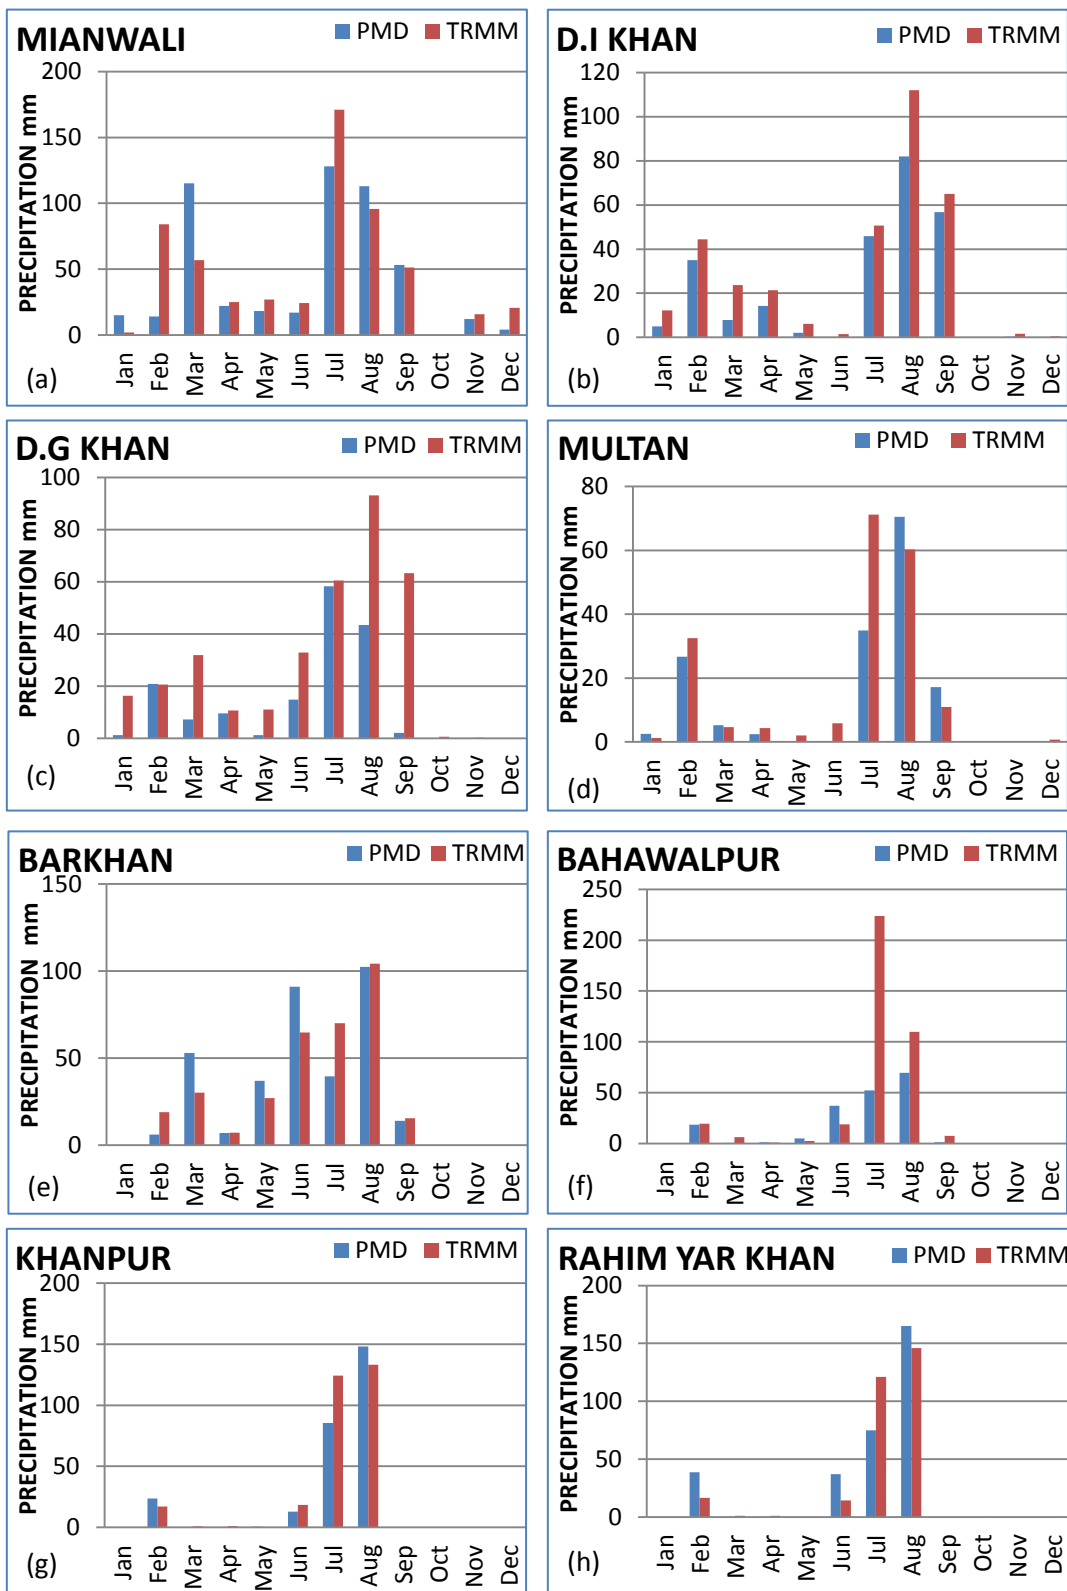 MIANWALI PMD TRMM
PRECIPITATION mm
200
150
100
50
0
Jan Feb Mar Apr May Jun Jul Aug Sep Oct Nov Dec
(a)
D.I KHAN PMD TRMM
PRECIPITATION mm
120
100
80
60
40
20
0
Jan Feb Mar Apr May Jun Jul Aug Sep Oct Nov Dec
(b)
D.G KHAN PMD TRMM
PRECIPITATION mm
100
80
60
40
20
0
Jan Feb Mar Apr May Jun Jul Aug Sep Oct Nov Dec
(c)
MULTAN PMD TRMM
PRECIPITATION mm
80
60
40
20
0
Jan Feb Mar Apr May Jun Jul Aug Sep Oct Nov Dec
(d)
BARKHAN PMD TRMM
PRECIPITATION mm
150
100
50
0
Jan Feb Mar Apr May Jun Jul Aug Sep Oct Nov Dec
(e)
BAHAWALPUR PMD TRMM
PRECIPITATION mm
250
200
150
100
50
0
Jan Feb Mar Apr May Jun Jul Aug Sep Oct Nov Dec
(f)
KHANPUR PMD TRMM
PRECIPITATION mm
200
150
100
50
0
Jan Feb Mar Apr May Jun Jul Aug Sep Oct Nov Dec
(g)
RAHIM YAR KHAN PMD TRMM
PRECIPITATION mm
200
150
100
50
0
Jan Feb Mar Apr May Jun Jul Aug Sep Oct Nov Dec
(h)